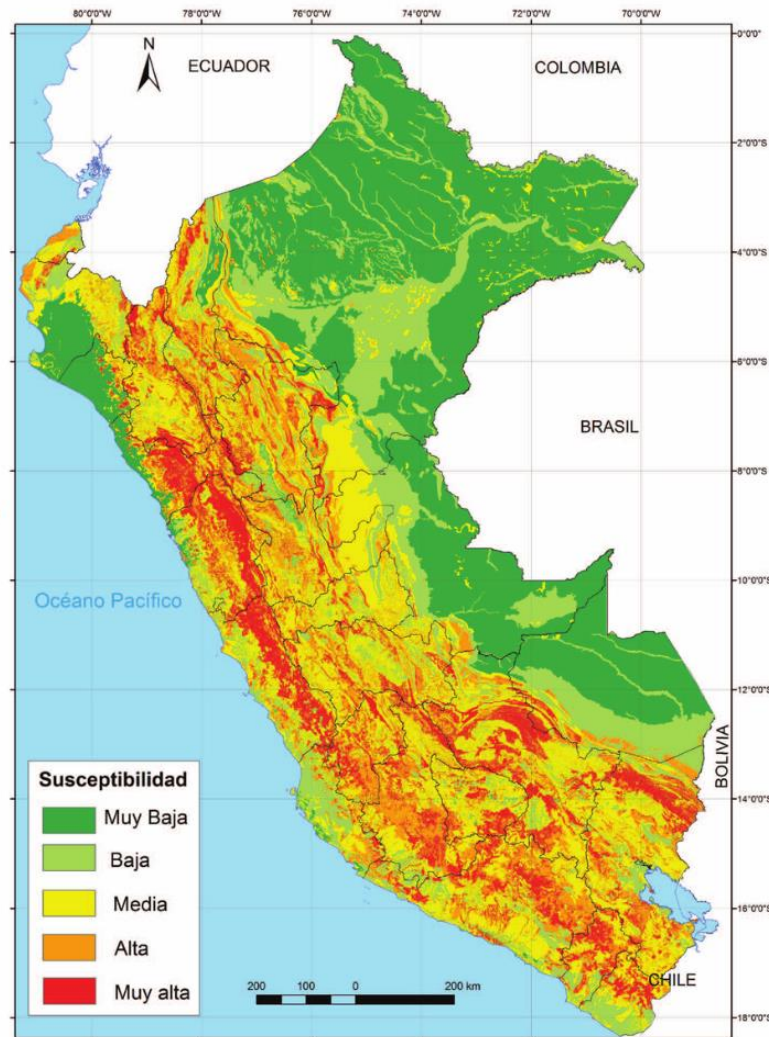 80°0'0"W 78°0'0"W 76°0'0"W 74°0'0"W 72°0'0"W 70°0'0"W
N
ECUADOR
COLOMBIA
BRASIL
BOLIVIA
CHILE
Océano Pacífico
0°0'0"
2°0'0"S
4°0'0"S
6°0'0"S
8°0'0"S
10°0'0"S
12°0'0"S
14°0'0"S
16°0'0"S
18°0'0"S
Susceptibilidad
Muy Baja
Baja
Media
Alta
Muy alta
200 100 0 200 km